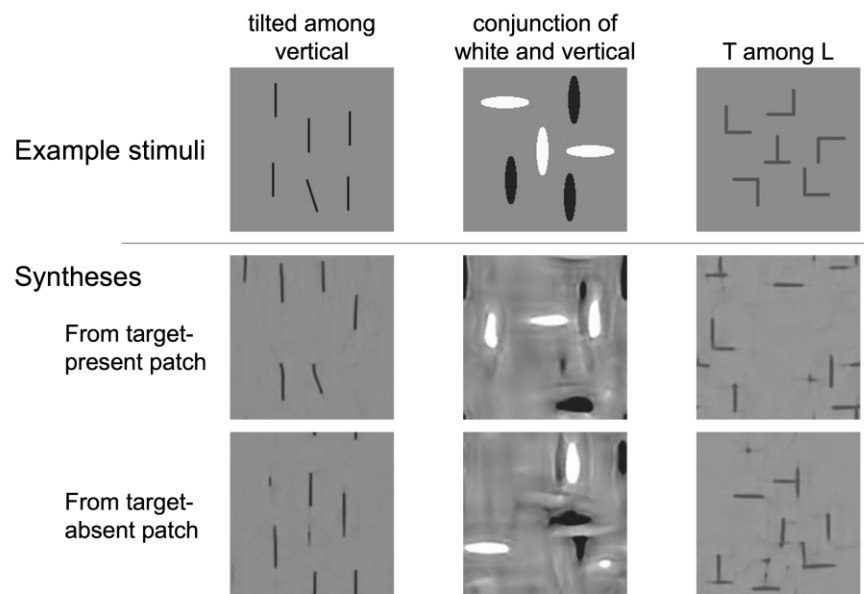 tilted among
vertical
conjunction of
white and vertical
T among L
Example stimuli
Syntheses
From target-
present patch
From target-
absent patch